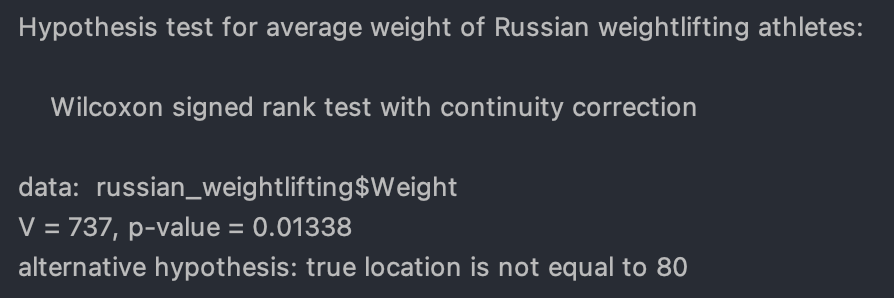 Hypothesis test for average weight of Russian weightlifting athletes:
Wilcoxon signed rank test with continuity correction
data:  russian_weightlifting$Weight
V = 737, p-value = 0.01338
alternative hypothesis: true location is not equal to 80